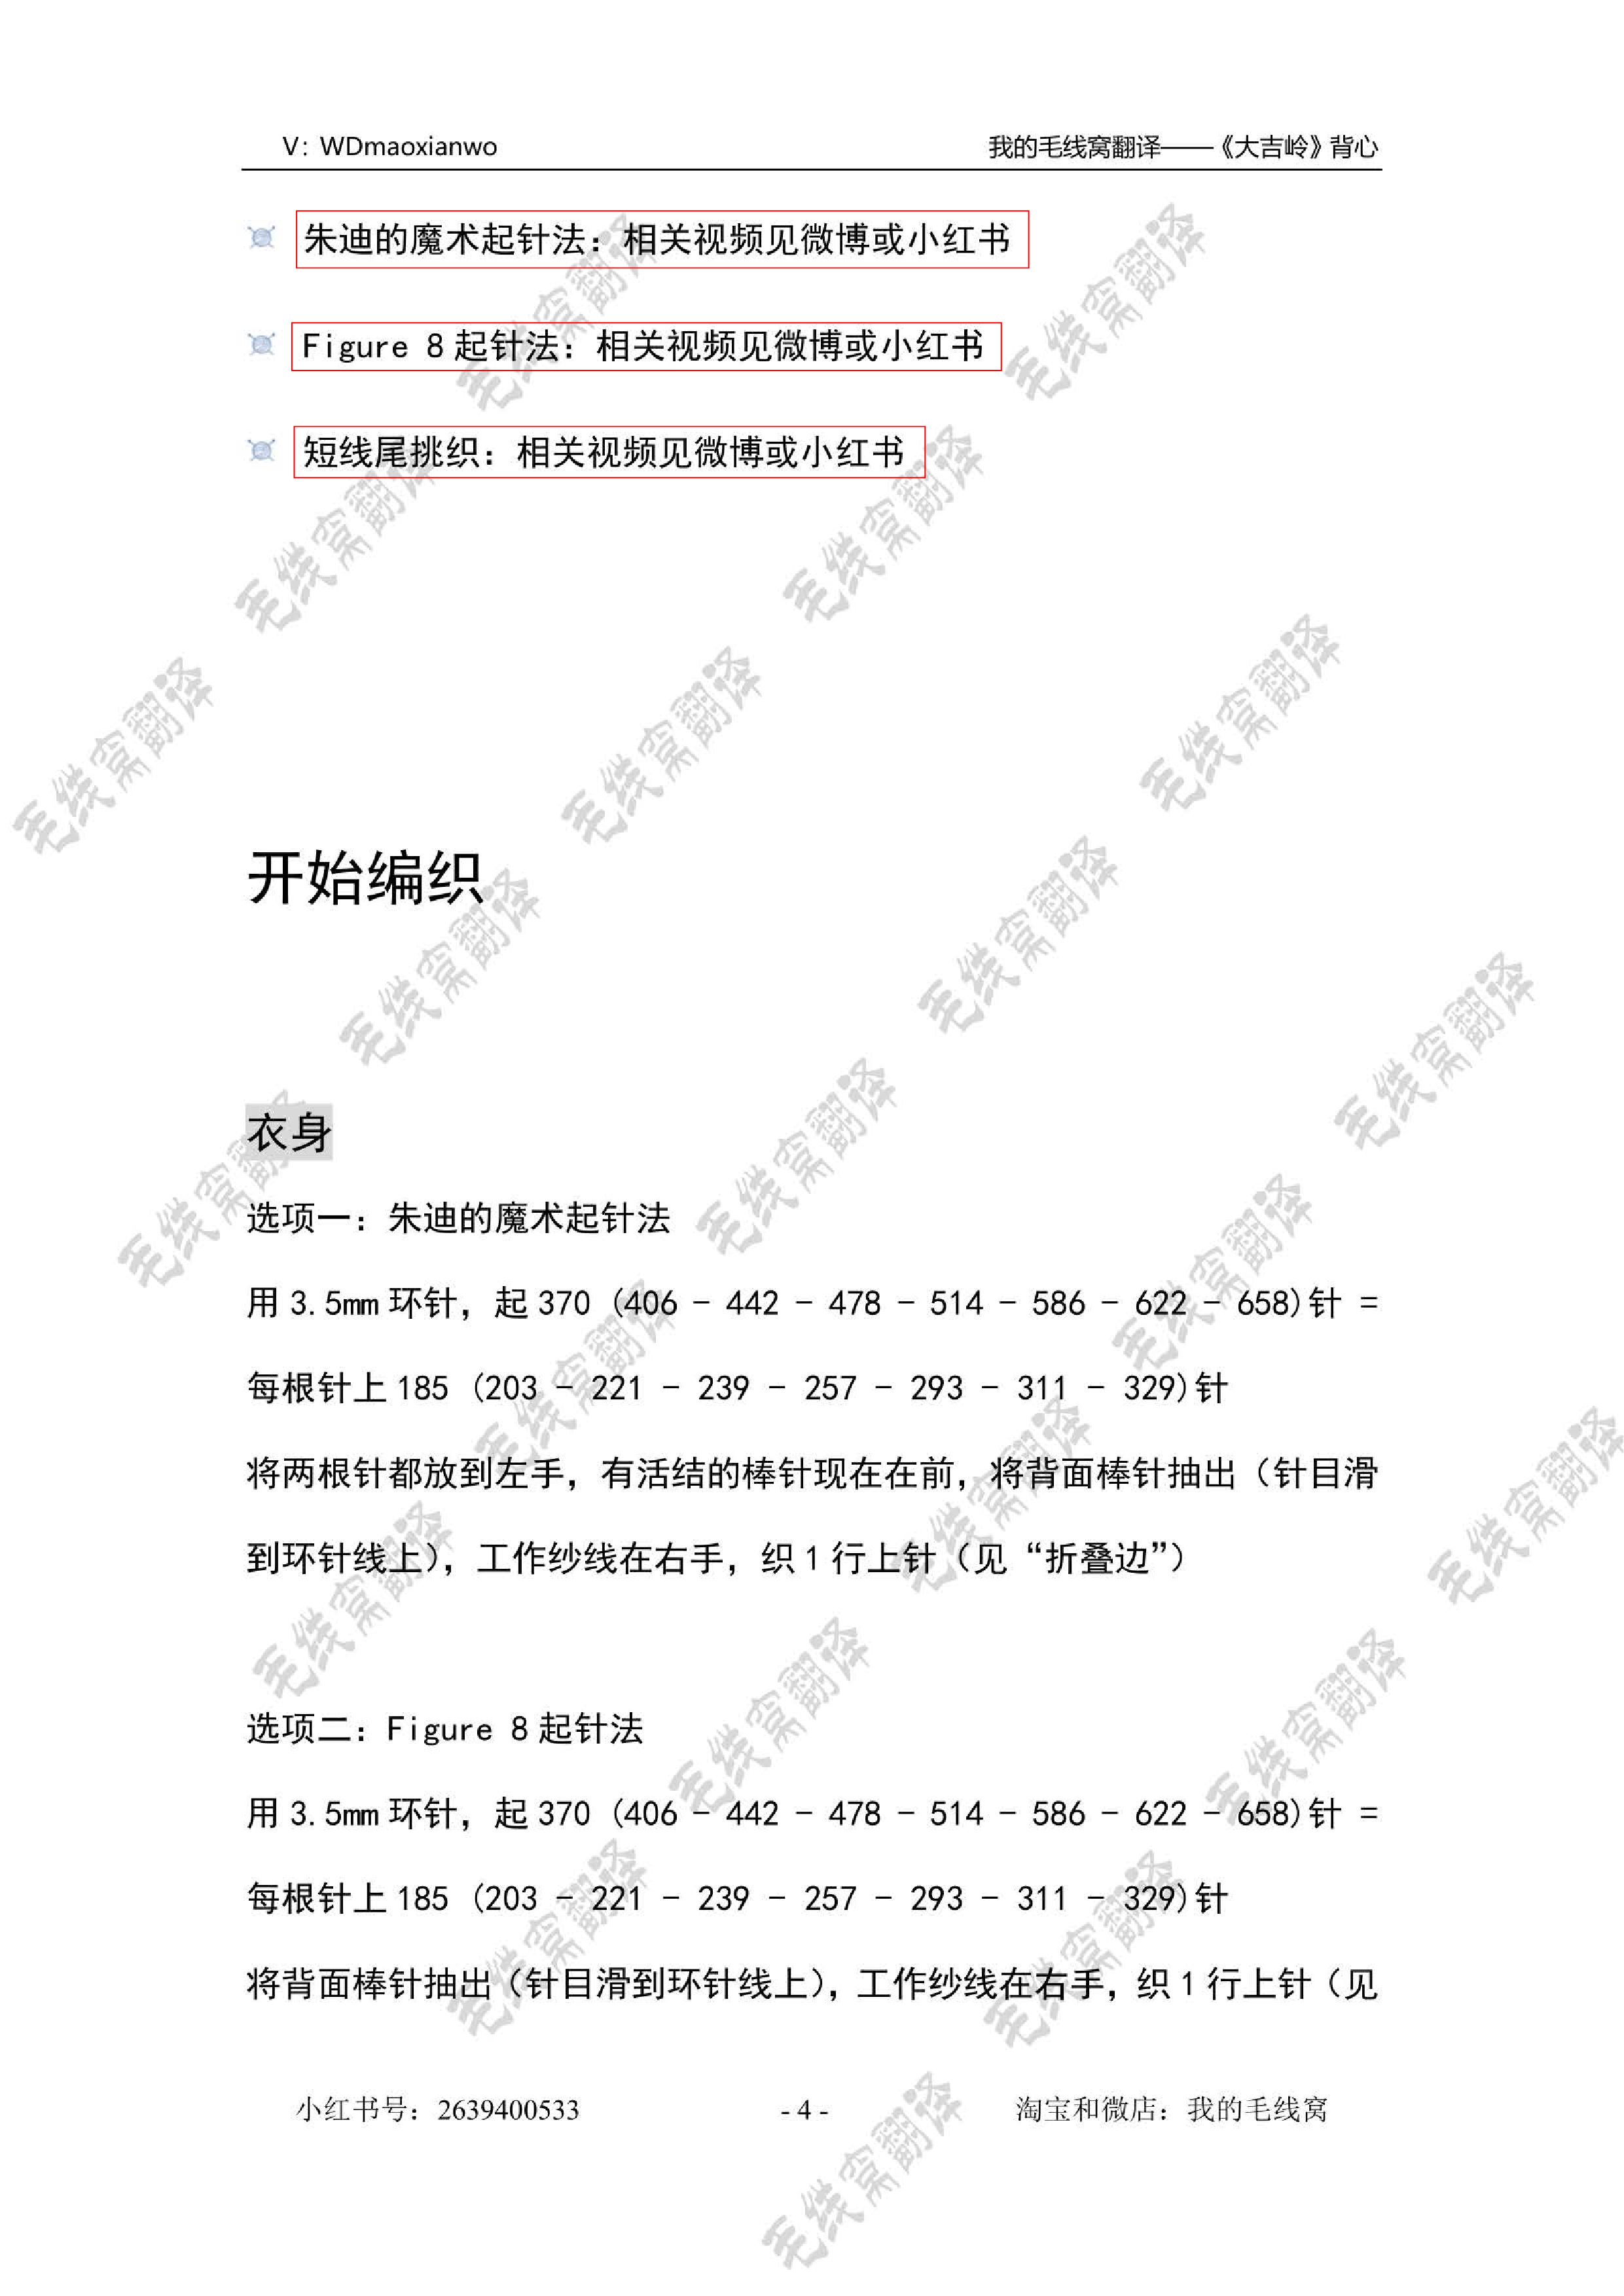 V: WDmaoxianwo 我的毛线窝翻译——《大吉岭》背心
朱迪的魔术起针法：相关视频见微博或小红书
Figure 8 起针法：相关视频见微博或小红书
短线尾挑织：相关视频见微博或小红书
开始编织
衣身
选项一：朱迪的魔术起针法
用 3.5mm 环针，起 370 (406 - 442 - 478 - 514 - 586 - 622 - 658)针 =
每根针上 185 (203 - 221 - 239 - 257 - 293 - 311 - 329)针
将两根针都放到左手，有活结的棒针现在在前，将背面棒针抽出（针目滑
到环针线上），工作纱线在右手，织 1 行上针（见“折叠边”）
选项二：Figure 8 起针法
用 3.5mm 环针，起 370 (406 - 442 - 478 - 514 - 586 - 622 - 658)针 =
每根针上 185 (203 - 221 - 239 - 257 - 293 - 311 - 329)针
将背面棒针抽出（针目滑到环针线上），工作纱线在右手，织 1 行上针（见
小红书号：2639400533 - 4 - 淘宝和微店：我的毛线窝
毛线窝翻译